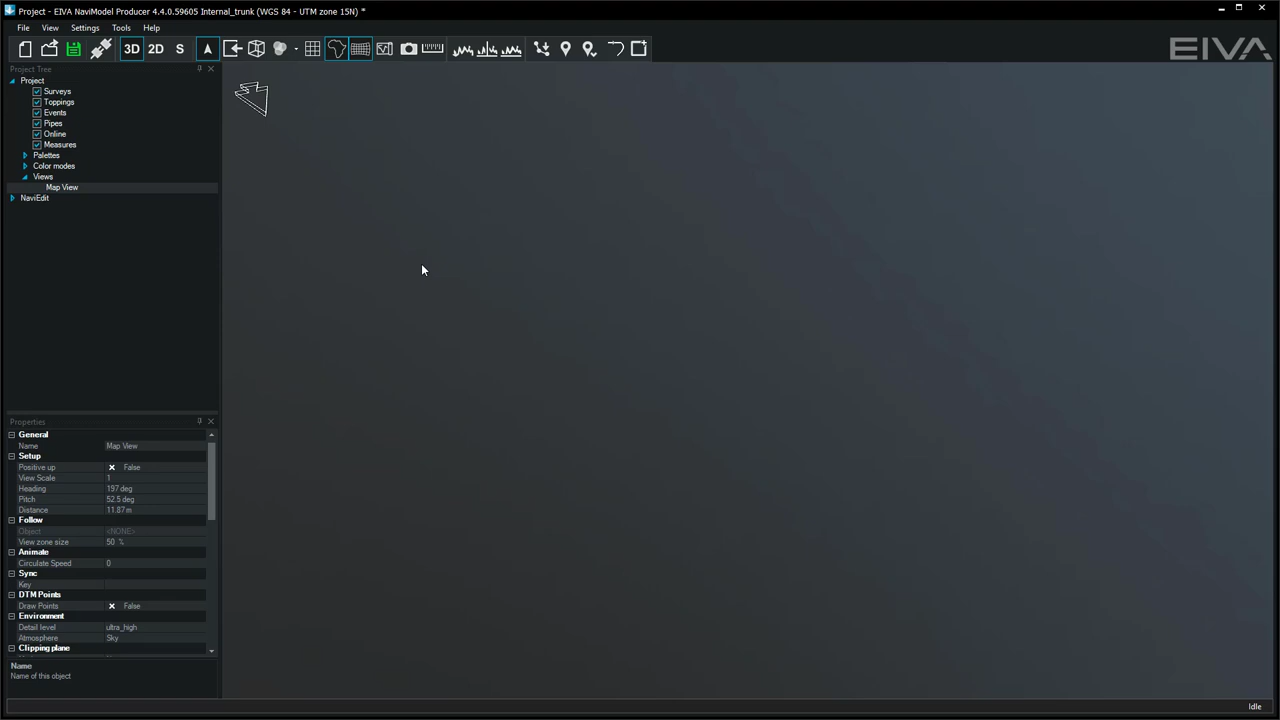 Project - EIVA NaviModel Producer 4.4.0.59605 Internal_trunk (WGS 84 - UTM zone 15N) *
File View Settings Tools Help
3D 2D S A
EIVA
Project Tree
Project
Surveys
Toppings
Events
Pipes
Online
Measures
Palettes
Color modes
Views
Map View
NaviEdit
Properties
General
Name Map View
Setup
Positive up False
View Scale 1
Heading 197 deg
Pitch 52.5 deg
Distance 11.87 m
Follow
Object <NONE>
View zone size 50 %
Animate
Circulate Speed 0
Sync
Key
DTM Points
Draw Points False
Environment
Detail level ultra_high
Atmosphere Sky
Clipping plane
Name
Name of this object
Idle